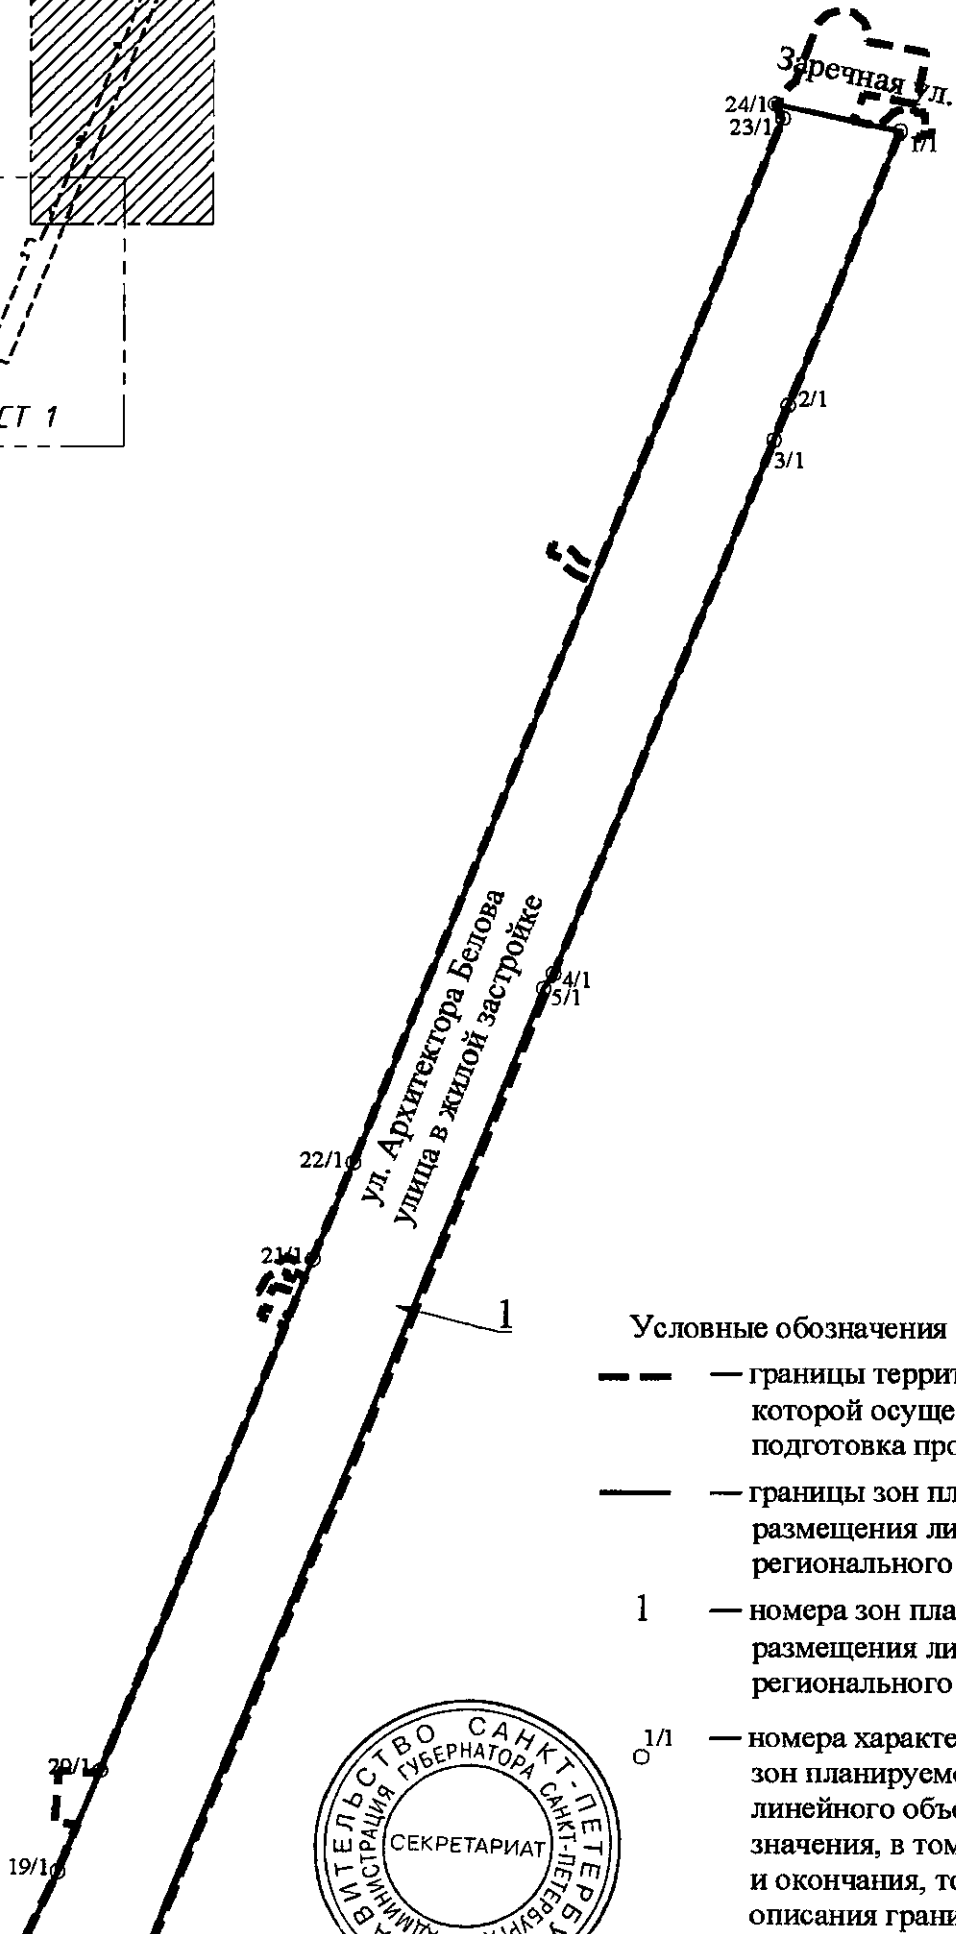 Заречная ул.
24/1
23/1
1/1
2/1
СТ 1
3/1
ул. Архитектора Белова
улица в жилой застройке
4/1
5/1
22/1
21/1
1
Условные обозначения
— границы террит
которой осуще
подготовка про
— границы зон пл
размещения ли
регионального
1 — номера зон пла
размещения ли
регионального
1/1 — номера характе
зон планируемо
линейного объе
значения, в том
и окончания, то
описания грани
20/1
19/1
САНКТ-ПЕТЕРБУ
АДМИНИСТРАЦИЯ ГУБЕРНАТОРА САНКТ-ПЕТЕРБУРГА
СЕКРЕТАРИАТ